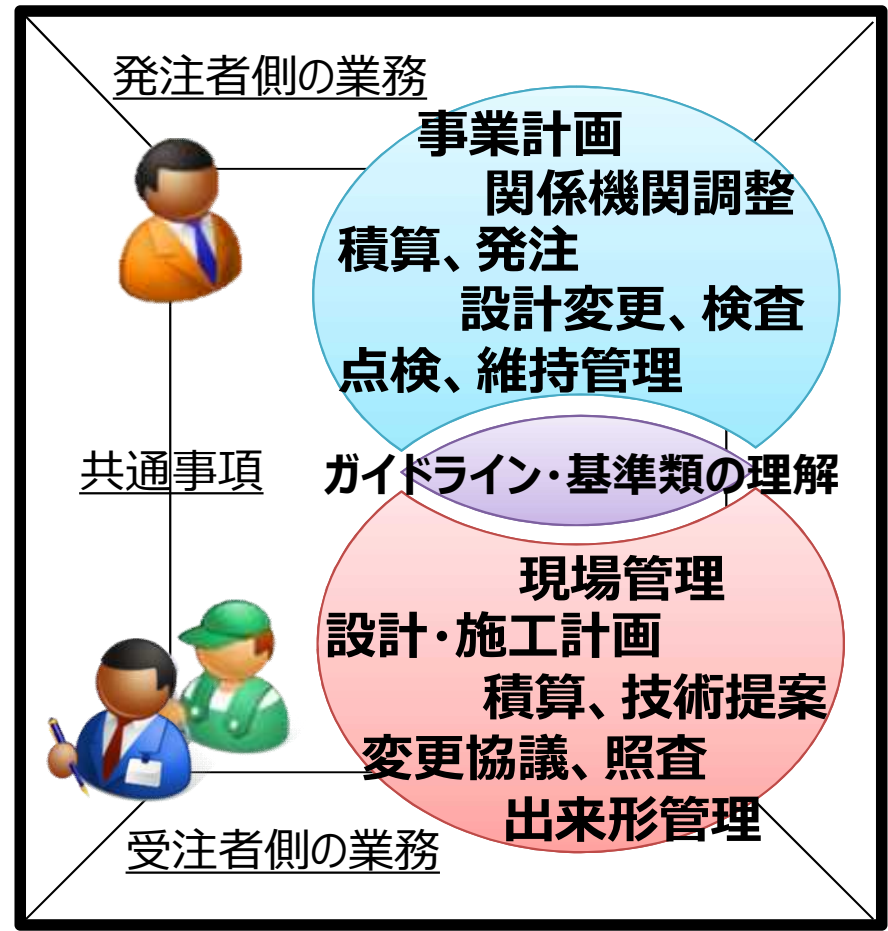 発注者側の業務
事業計画
関係機関調整
積算、発注
設計変更、検査
点検、維持管理
共通事項
ガイドライン・基準類の理解
現場管理
設計・施工計画
積算、技術提案
変更協議、照査
出来形管理
受注者側の業務